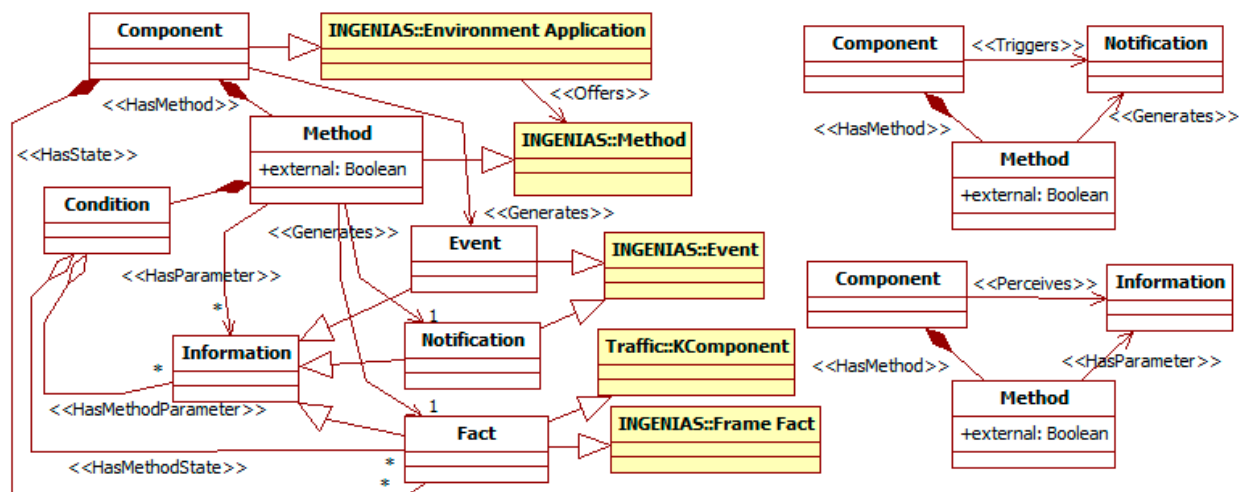 Component
INGENIAS::Environment Application
<<HasMethod>>
<<Offers>>
Method
+external: Boolean
INGENIAS::Method
<<HasState>>
Condition
<<Generates>>
<<Generates>>
Event
INGENIAS::Event
<<HasParameter>>
*
1
Information
Notification
Traffic::KComponent
*
<<HasMethodParameter>>
1
Fact
INGENIAS::Frame Fact
<<HasMethodState>>
*
*
Component
<<Triggers>>
Notification
<<HasMethod>>
<<Generates>>
Method
+external: Boolean
Component
<<Perceives>>
Information
<<HasMethod>>
<<HasParameter>>
Method
+external: Boolean